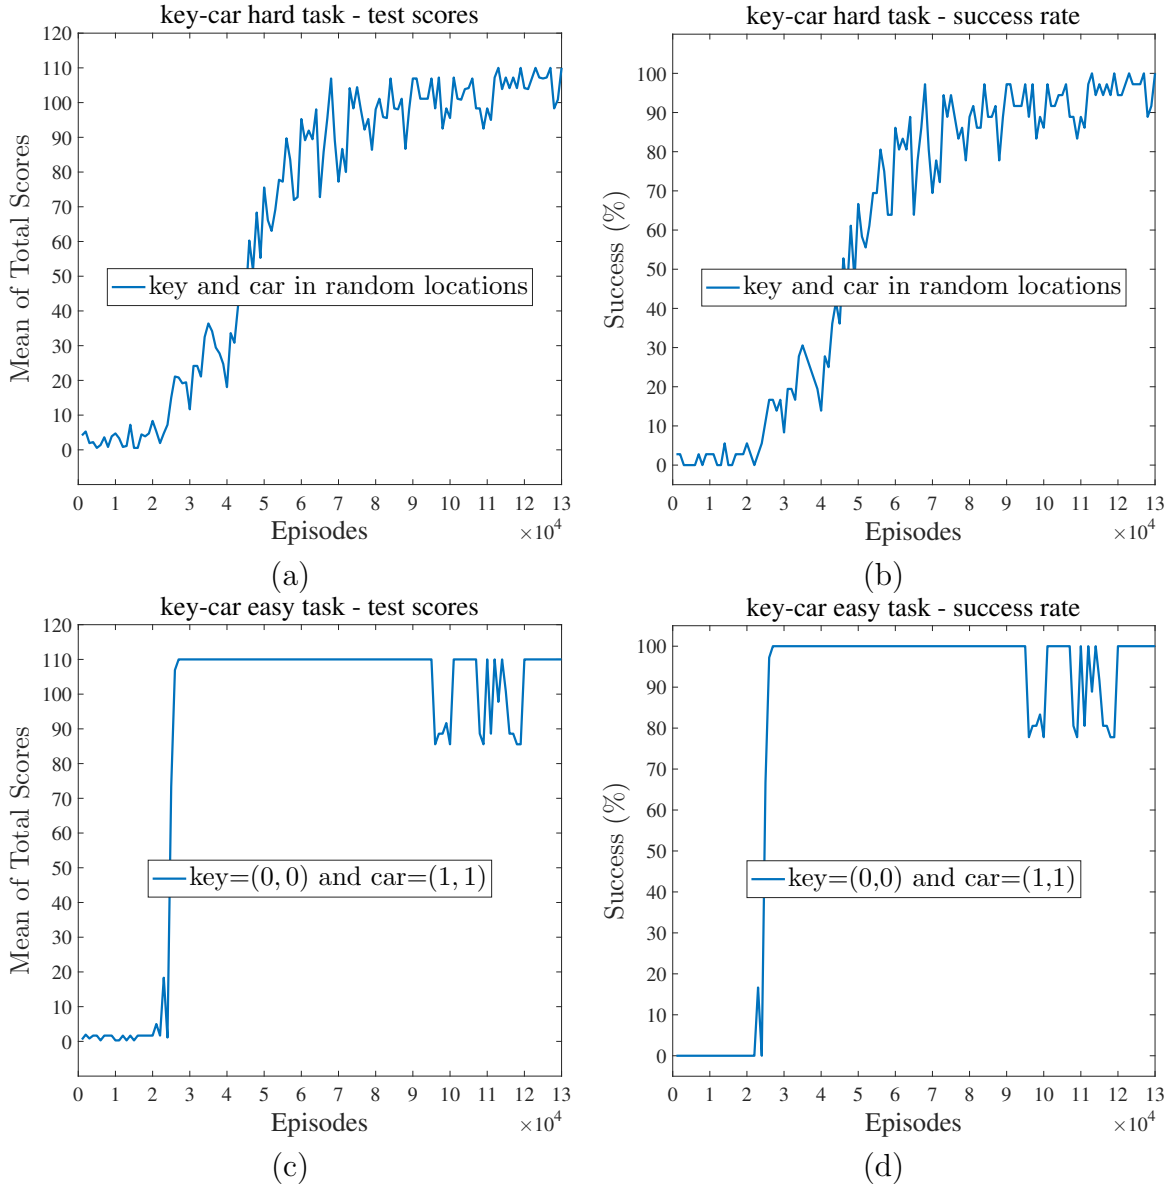 key-car hard task - test scores
120
110
100
90
80
70
60
50
40
30
20
10
0
Mean of Total Scores
key and car in random locations
0 1 2 3 4 5 6 7 8 9 10 11 12 13
×10⁴
Episodes
(a)
key-car hard task - success rate
100
90
80
70
60
50
40
30
20
10
0
Success (%)
key and car in random locations
0 1 2 3 4 5 6 7 8 9 10 11 12 13
×10⁴
Episodes
(b)
key-car easy task - test scores
120
110
100
90
80
70
60
50
40
30
20
10
0
Mean of Total Scores
key=(0, 0) and car=(1, 1)
0 1 2 3 4 5 6 7 8 9 10 11 12 13
×10⁴
Episodes
(c)
key-car easy task - success rate
100
90
80
70
60
50
40
30
20
10
0
Success (%)
key=(0,0) and car=(1,1)
0 1 2 3 4 5 6 7 8 9 10 11 12 13
×10⁴
Episodes
(d)